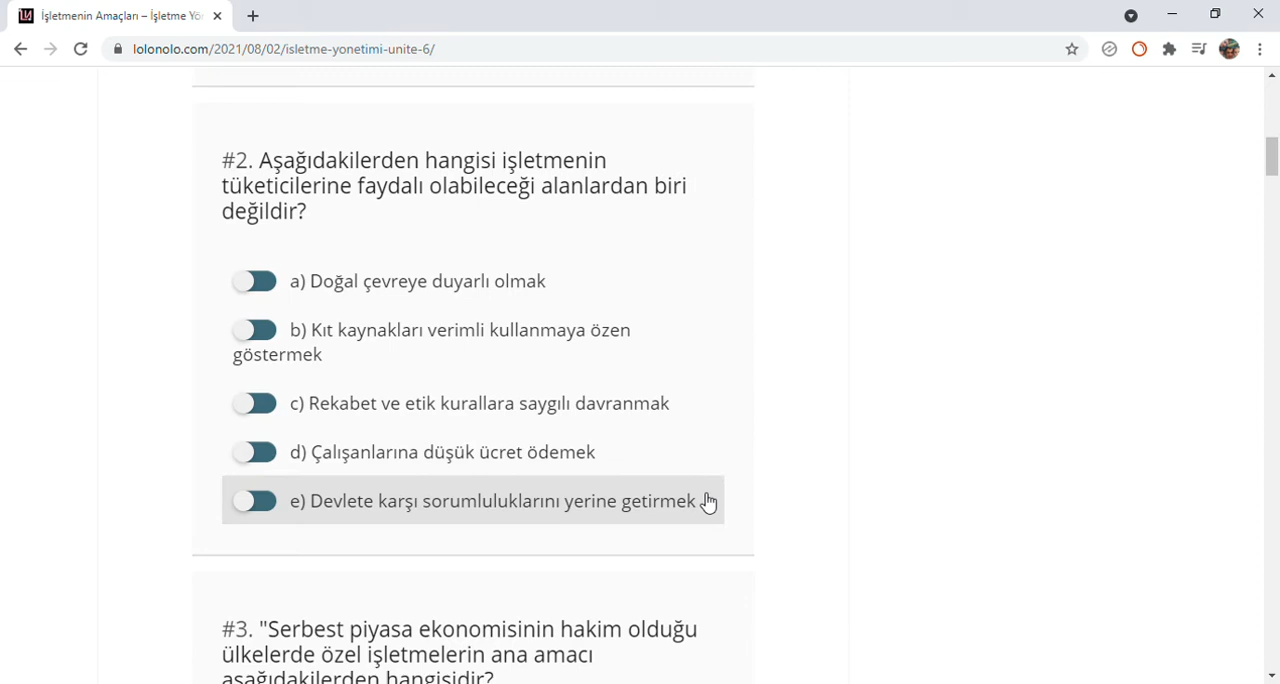 İşletmenin Amaçları – İşletme Yö
lolonolo.com/2021/08/02/isletme-yonetimi-unite-6/
#2. Aşağıdakilerden hangisi işletmenin
tüketicilerine faydalı olabileceği alanlardan biri
değildir?
a) Doğal çevreye duyarlı olmak
b) Kıt kaynakları verimli kullanmaya özen
göstermek
c) Rekabet ve etik kurallara saygılı davranmak
d) Çalışanlarına düşük ücret ödemek
e) Devlete karşı sorumluluklarını yerine getirmek
#3. "Serbest piyasa ekonomisinin hakim olduğu
ülkelerde özel işletmelerin ana amacı
aşağıdakilerden hangisidir?